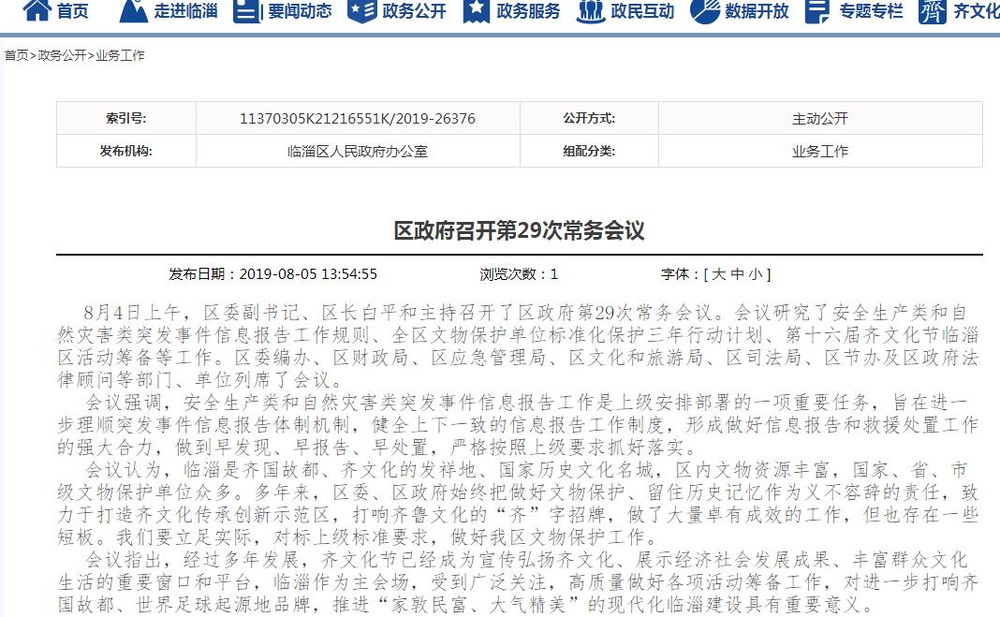 首页 走进临淄 要闻动态 政务公开 政务服务 政民互动 数据开放 专题专栏 齐文化
首页>政务公开>业务工作
索引号: 11370305K21216551K/2019-26376 公开方式: 主动公开
发布机构: 临淄区人民政府办公室 组配分类: 业务工作
区政府召开第29次常务会议
发布日期：2019-08-05 13:54:55 浏览次数：1 字体：[ 大 中 小 ]
8月4日上午，区委副书记、区长白平和主持召开了区政府第29次常务会议。会议研究了安全生产类和自
然灾害类突发事件信息报告工作规则、全区文物保护单位标准化保护三年行动计划、第十六届齐文化节临淄
区活动筹备等工作。区委编办、区财政局、区应急管理局、区文化和旅游局、区司法局、区节办及区政府法
律顾问等部门、单位列席了会议。
会议强调，安全生产类和自然灾害类突发事件信息报告工作是上级安排部署的一项重要任务，旨在进一
步理顺突发事件信息报告体制机制，健全上下一致的信息报告工作制度，形成做好信息报告和救援处置工作
的强大合力，做到早发现、早报告、早处置，严格按照上级要求抓好落实。
会议认为，临淄是齐国故都、齐文化的发祥地、国家历史文化名城，区内文物资源丰富，国家、省、市
级文物保护单位众多。多年来，区委、区政府始终把做好文物保护、留住历史记忆作为义不容辞的责任，致
力于打造齐文化传承创新示范区，打响齐鲁文化的“齐”字招牌，做了大量卓有成效的工作，但也存在一些
短板。我们要立足实际，对标上级标准要求，做好我区文物保护工作。
会议指出，经过多年发展，齐文化节已经成为宣传弘扬齐文化、展示经济社会发展成果、丰富群众文化
生活的重要窗口和平台，临淄作为主会场，受到广泛关注，高质量做好各项活动筹备工作，对进一步打响齐
国故都、世界足球起源地品牌，推进“家敦民富、大气精美”的现代化临淄建设具有重要意义。